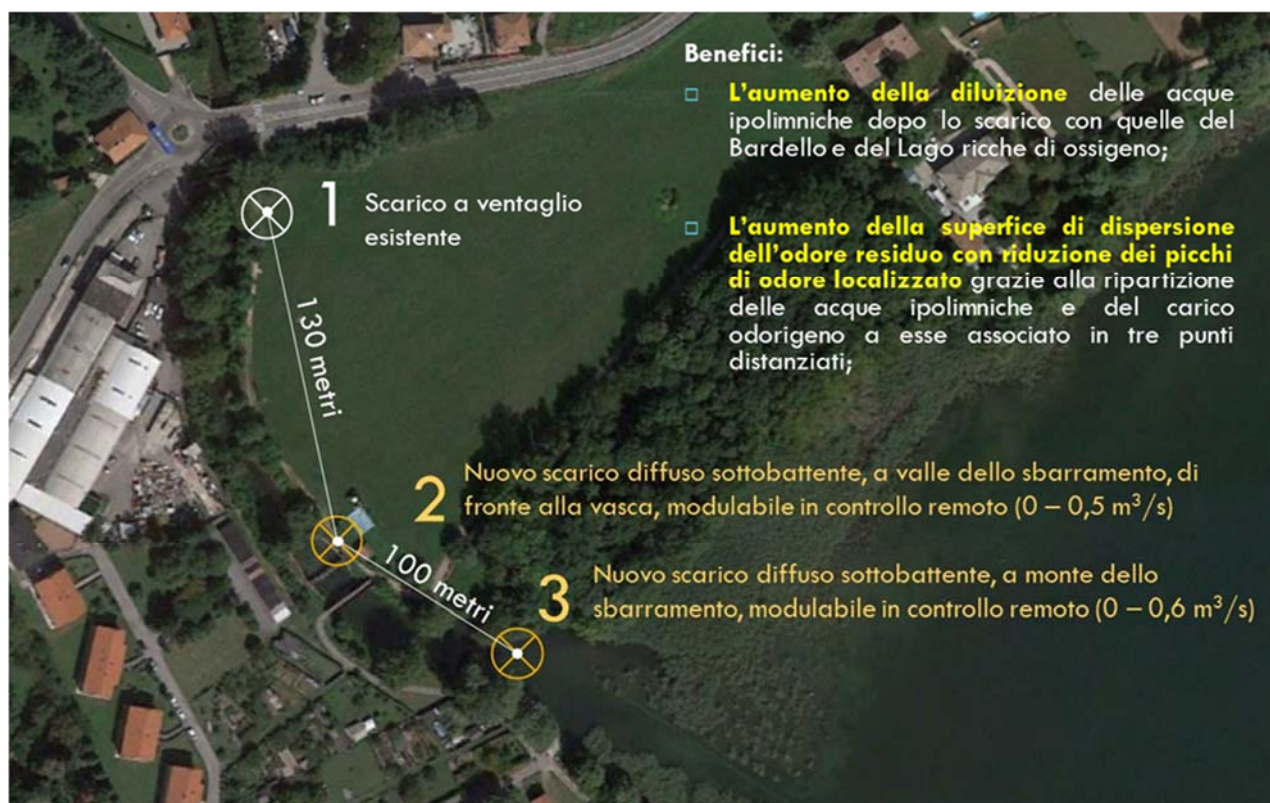 Benefici:
L'aumento della diluizione delle acque
ipolimniche dopo lo scarico con quelle del
Bardello e del Lago ricche di ossigeno;
L'aumento della superfice di dispersione
dell'odore residuo con riduzione dei picchi
di odore localizzato grazie alla ripartizione
delle acque ipolimniche e del carico
odorigeno a esse associato in tre punti
distanziati;
1 Scarico a ventaglio
esistente
130 metri
2 Nuovo scarico diffuso sottobattente, a valle dello sbarramento, di
fronte alla vasca, modulabile in controllo remoto (0 – 0,5 m³/s)
100 metri
3 Nuovo scarico diffuso sottobattente, a monte dello
sbarramento, modulabile in controllo remoto (0 – 0,6 m³/s)